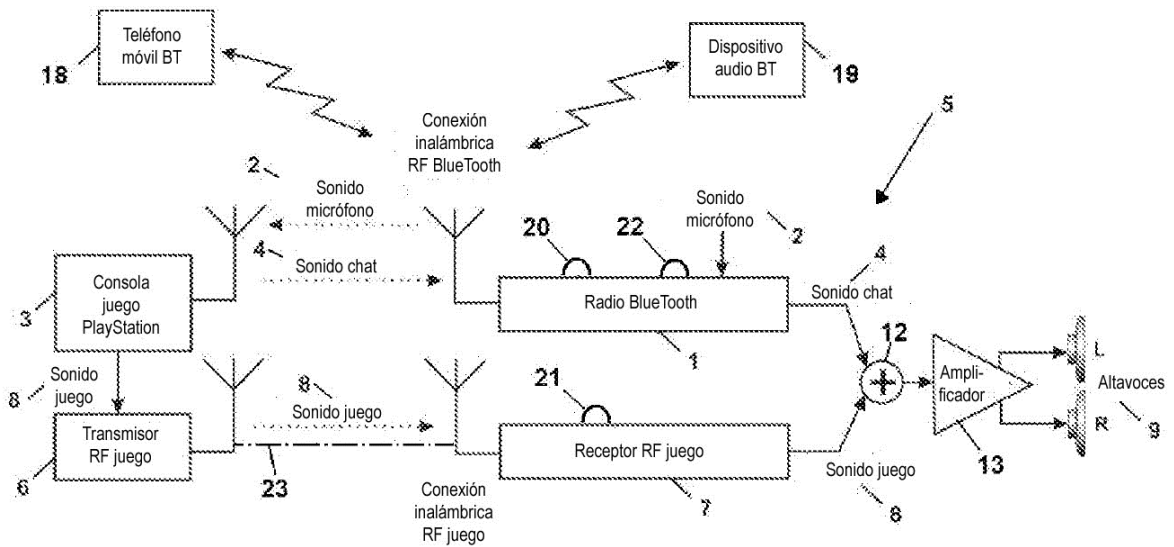 Teléfono
móvil BT
18
Dispositivo
audio BT
19
Conexión
inalámbrica
RF BlueTooth
5
2
Sonido
micrófono
Sonido
micrófono
2
20
22
4
Sonido chat
4
Sonido chat
Consola
juego
PlayStation
3
Radio BlueTooth
1
12
L
Altavoces
9
Ampli-
ficador
13
R
8 Sonido
juego
8
Sonido juego
21
Transmisor
RF juego
6
23
Receptor RF juego
7
Sonido juego
8
Conexión
inalámbrica
RF juego